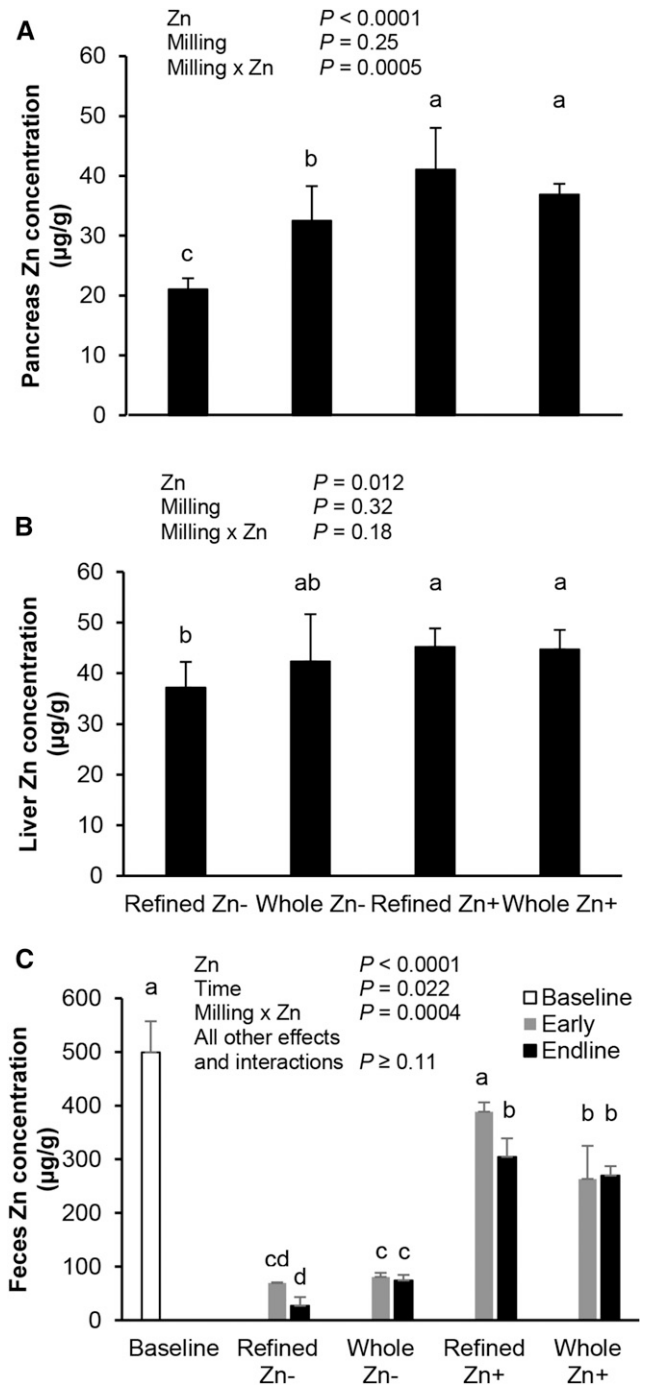 A
Zn P < 0.0001
Milling P = 0.25
Milling x Zn P = 0.0005
Pancreas Zn concentration
(µg/g)
60
50
40
30
20
10
0
c
b
a
a
B
Zn P = 0.012
Milling P = 0.32
Milling x Zn P = 0.18
Liver Zn concentration
(µg/g)
60
50
40
30
20
10
0
b
ab
a
a
Refined Zn- Whole Zn- Refined Zn+ Whole Zn+
C
Zn P < 0.0001
Time P = 0.022
Milling x Zn P = 0.0004
All other effects
and interactions P ≥ 0.11
Baseline
Early
Endline
Feces Zn concentration
(µg/g)
600
500
400
300
200
100
0
a
cd
d
c
c
a
b
b
b
Baseline
Refined
Zn-
Whole
Zn-
Refined
Zn+
Whole
Zn+